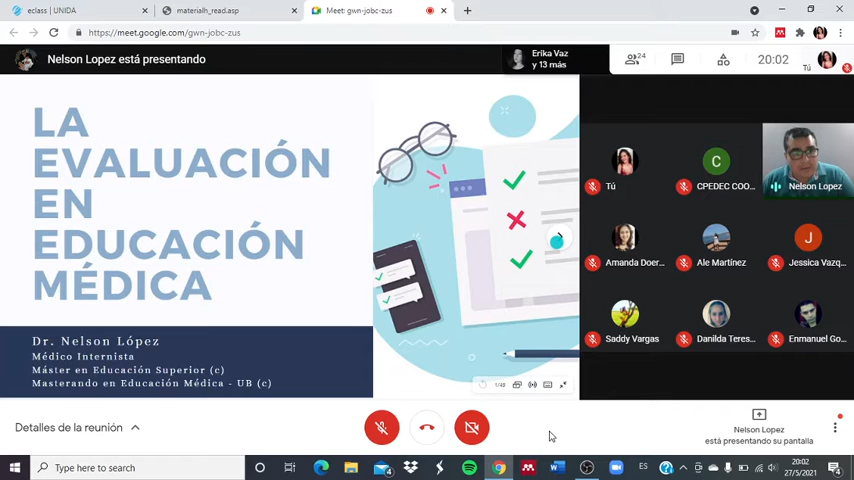 eclass | UNIDA
materialh_read.asp
Meet: gwn-jobc-zus
https://meet.google.com/gwn-jobc-zus
Nelson Lopez está presentando
Erika Vaz
y 13 más
24
20:02
Tú
LA
EVALUACIÓN
EN
EDUCACIÓN
MÉDICA
Dr. Nelson López
Médico Internista
Máster en Educación Superior (c)
Masterando en Educación Médica - UB (c)
1/48
Tú
C
CPEDEC COO...
Nelson Lopez
Amanda Doer...
Ale Martínez
J
Jessica Vazq...
Saddy Vargas
Danilda Teres...
Enmanuel Go...
Detalles de la reunión
Nelson Lopez
está presentando su pantalla
Type here to search
4
W
ES
20:02
27/5/2021
4